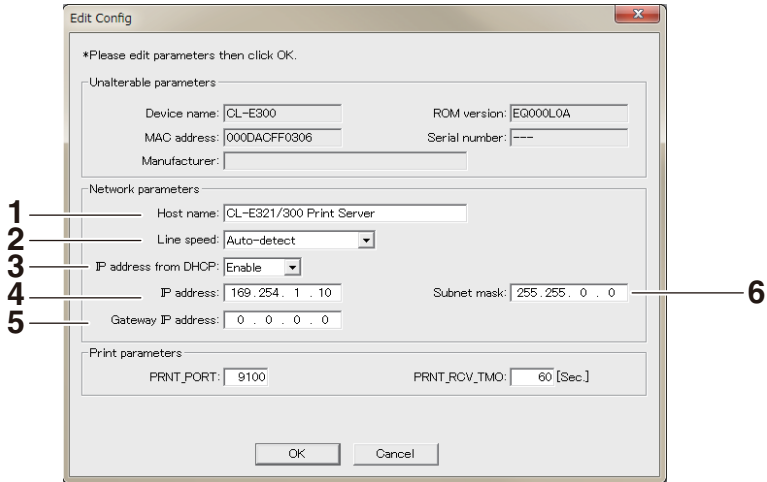 Edit Config
x
*Please edit parameters then click OK.
Unalterable parameters
Device name: CL-E300 ROM version: EQ000L0A
MAC address: 000DACFF0306 Serial number: ---
Manufacturer:
Network parameters
1 Host name: CL-E321/300 Print Server
2 Line speed: Auto-detect
3 IP address from DHCP: Enable
4 IP address: 169.254. 1 . 10 Subnet mask: 255.255. 0 . 0 6
5 Gateway IP address: 0 . 0 . 0 . 0
Print parameters
PRNT_PORT: 9100 PRNT_RCV_TMO: 60 [Sec.]
OK Cancel